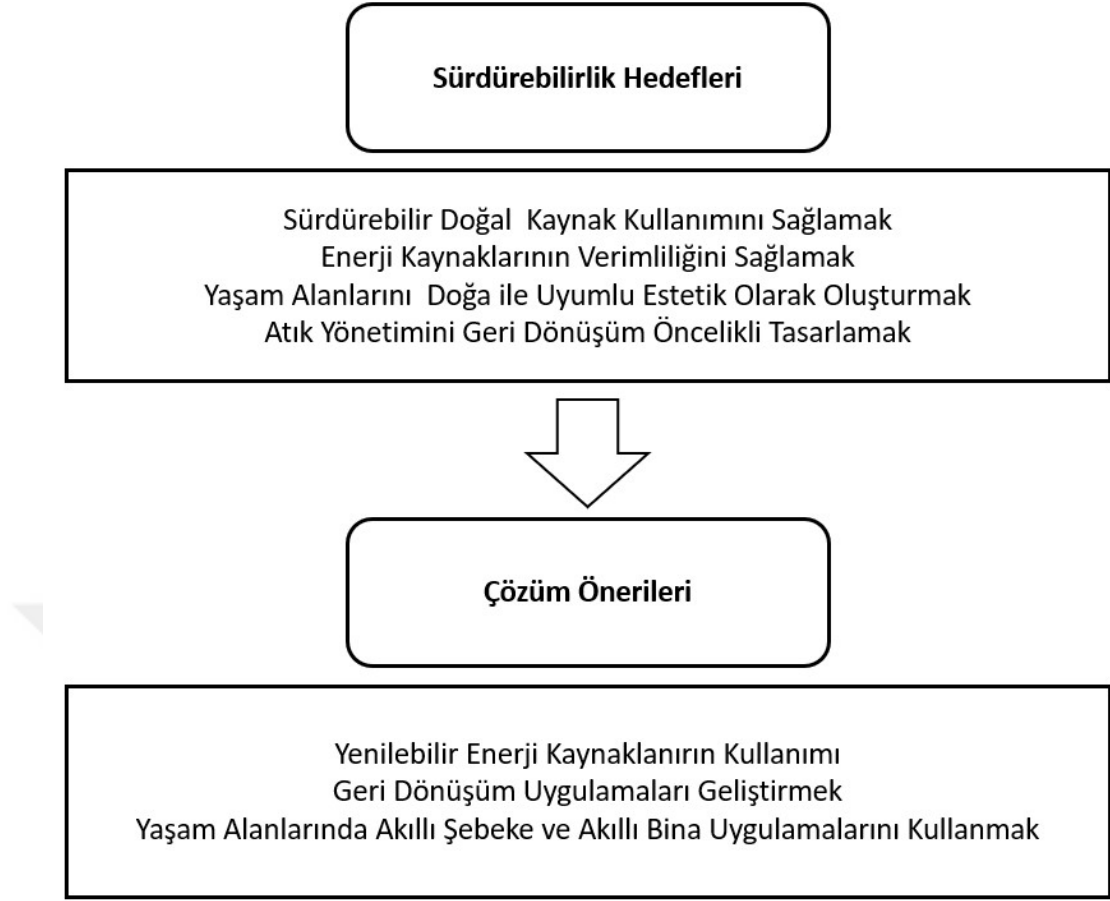 Sürdürebilirlik Hedefleri
Sürdürebilir Doğal  Kaynak Kullanımını Sağlamak
Enerji Kaynaklarının Verimliliğini Sağlamak
Yaşam Alanlarını  Doğa ile Uyumlu Estetik Olarak Oluşturmak
Atık Yönetimini Geri Dönüşüm Öncelikli Tasarlamak
Çözüm Önerileri
Yenilebilir Enerji Kaynaklanırın Kullanımı
Geri Dönüşüm Uygulamaları Geliştirmek
Yaşam Alanlarında Akıllı Şebeke ve Akıllı Bina Uygulamalarını Kullanmak